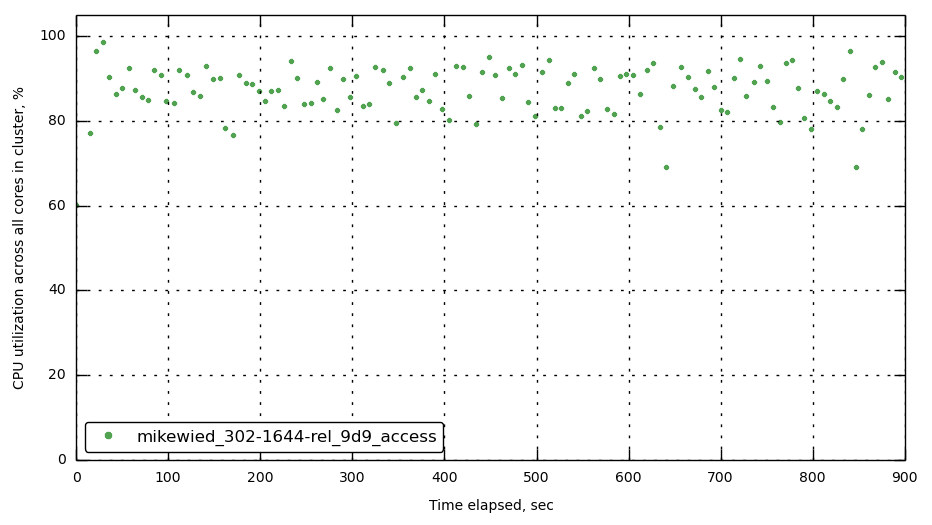 CPU utilization across all cores in cluster, %
100
80
60
40
20
0
mikewied_302-1644-rel_9d9_access
0 100 200 300 400 500 600 700 800 900
Time elapsed, sec